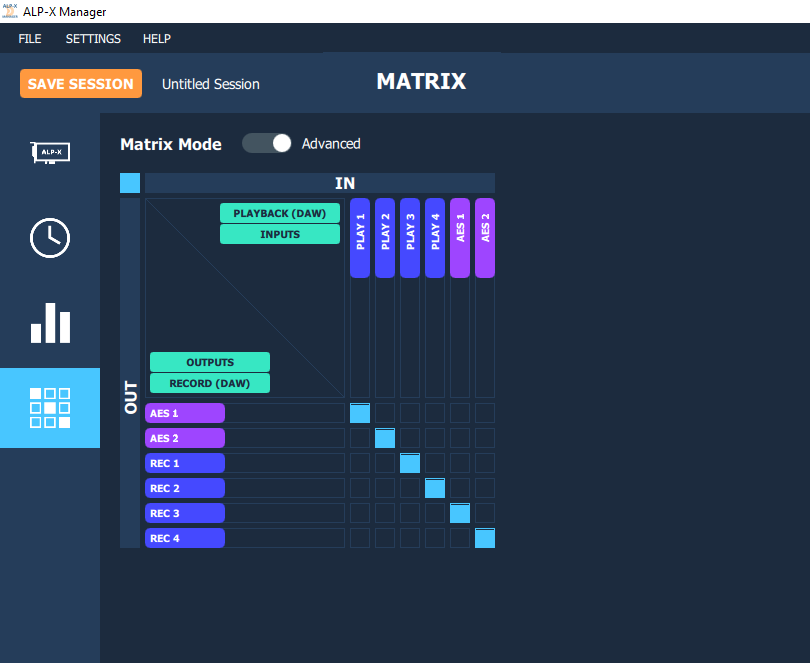 ALP-X
ALP-X Manager
FILE SETTINGS HELP
SAVE SESSION Untitled Session MATRIX
ALP-X
Matrix Mode Advanced
IN
PLAYBACK (DAW)
INPUTS
PLAY 1
PLAY 2
PLAY 3
PLAY 4
AES 1
AES 2
OUTPUTS
RECORD (DAW)
OUT
AES 1
AES 2
REC 1
REC 2
REC 3
REC 4